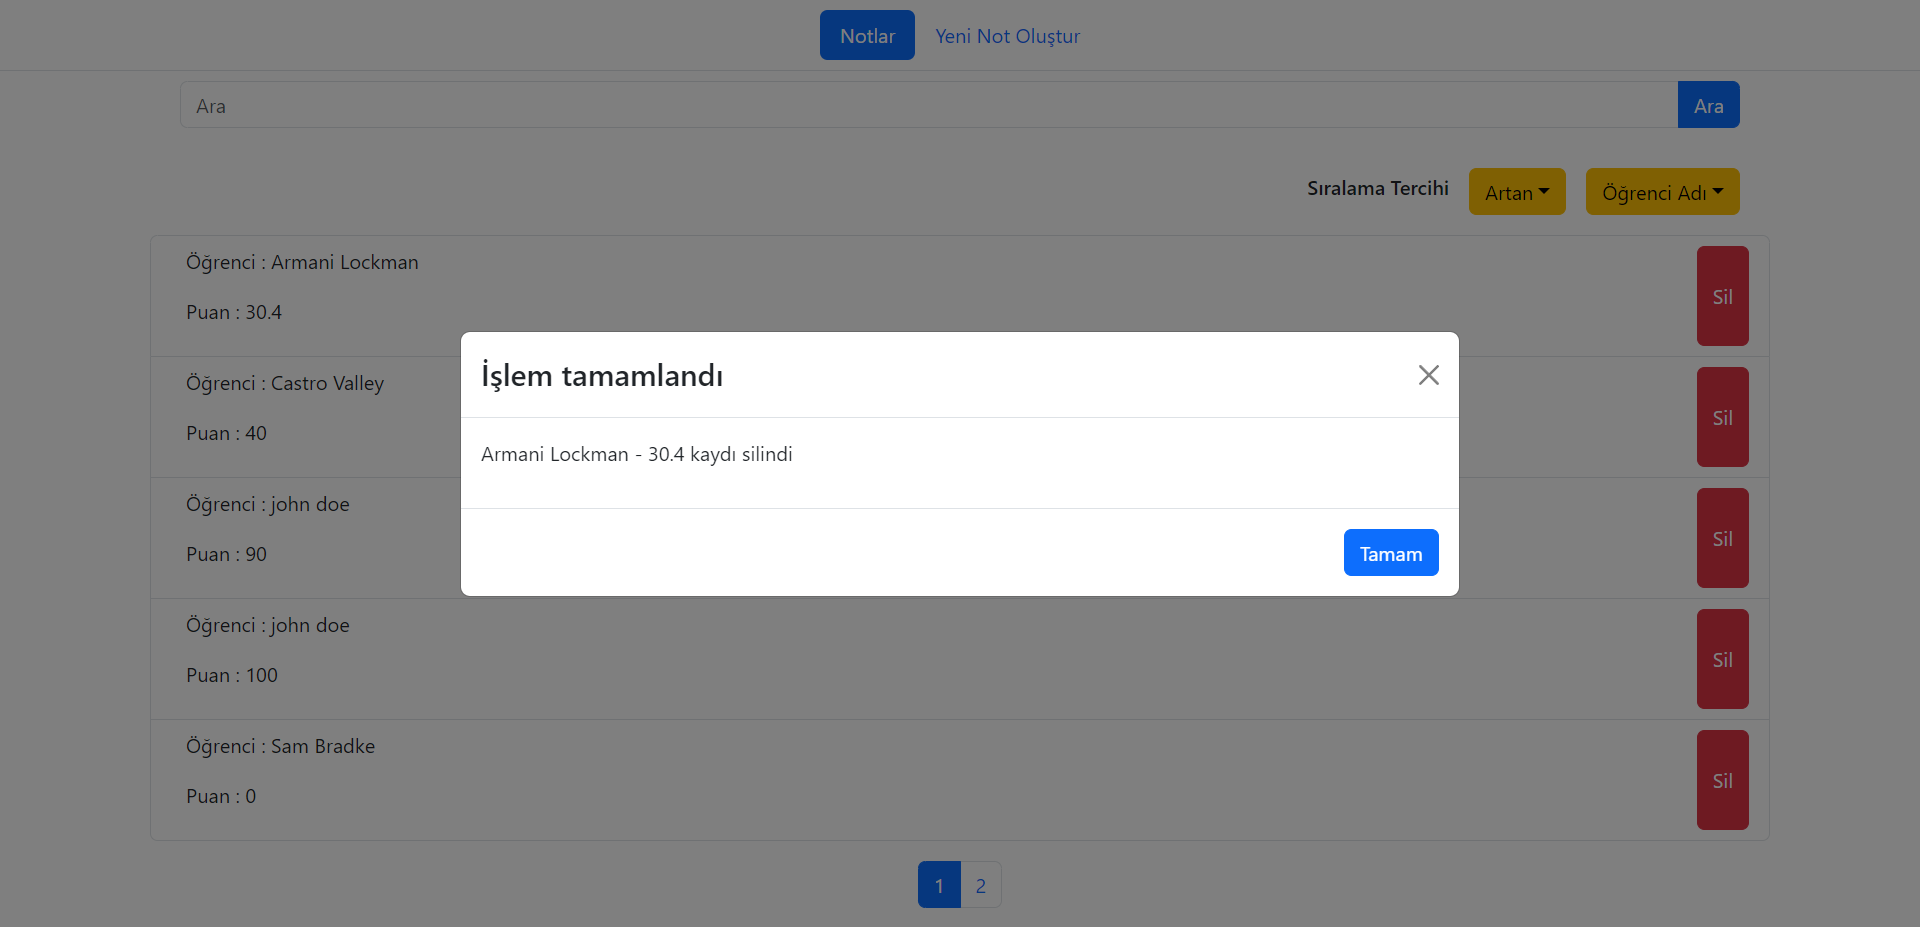 Notlar Yeni Not Oluştur
Ara Ara
Sıralama Tercihi Artan Öğrenci Adı
Öğrenci : Armani Lockman
Puan : 30.4
Sil
İşlem tamamlandı
Armani Lockman - 30.4 kaydı silindi
Tamam
Öğrenci : Castro Valley
Puan : 40
Sil
Öğrenci : john doe
Puan : 90
Sil
Öğrenci : john doe
Puan : 100
Sil
Öğrenci : Sam Bradke
Puan : 0
Sil
1 2